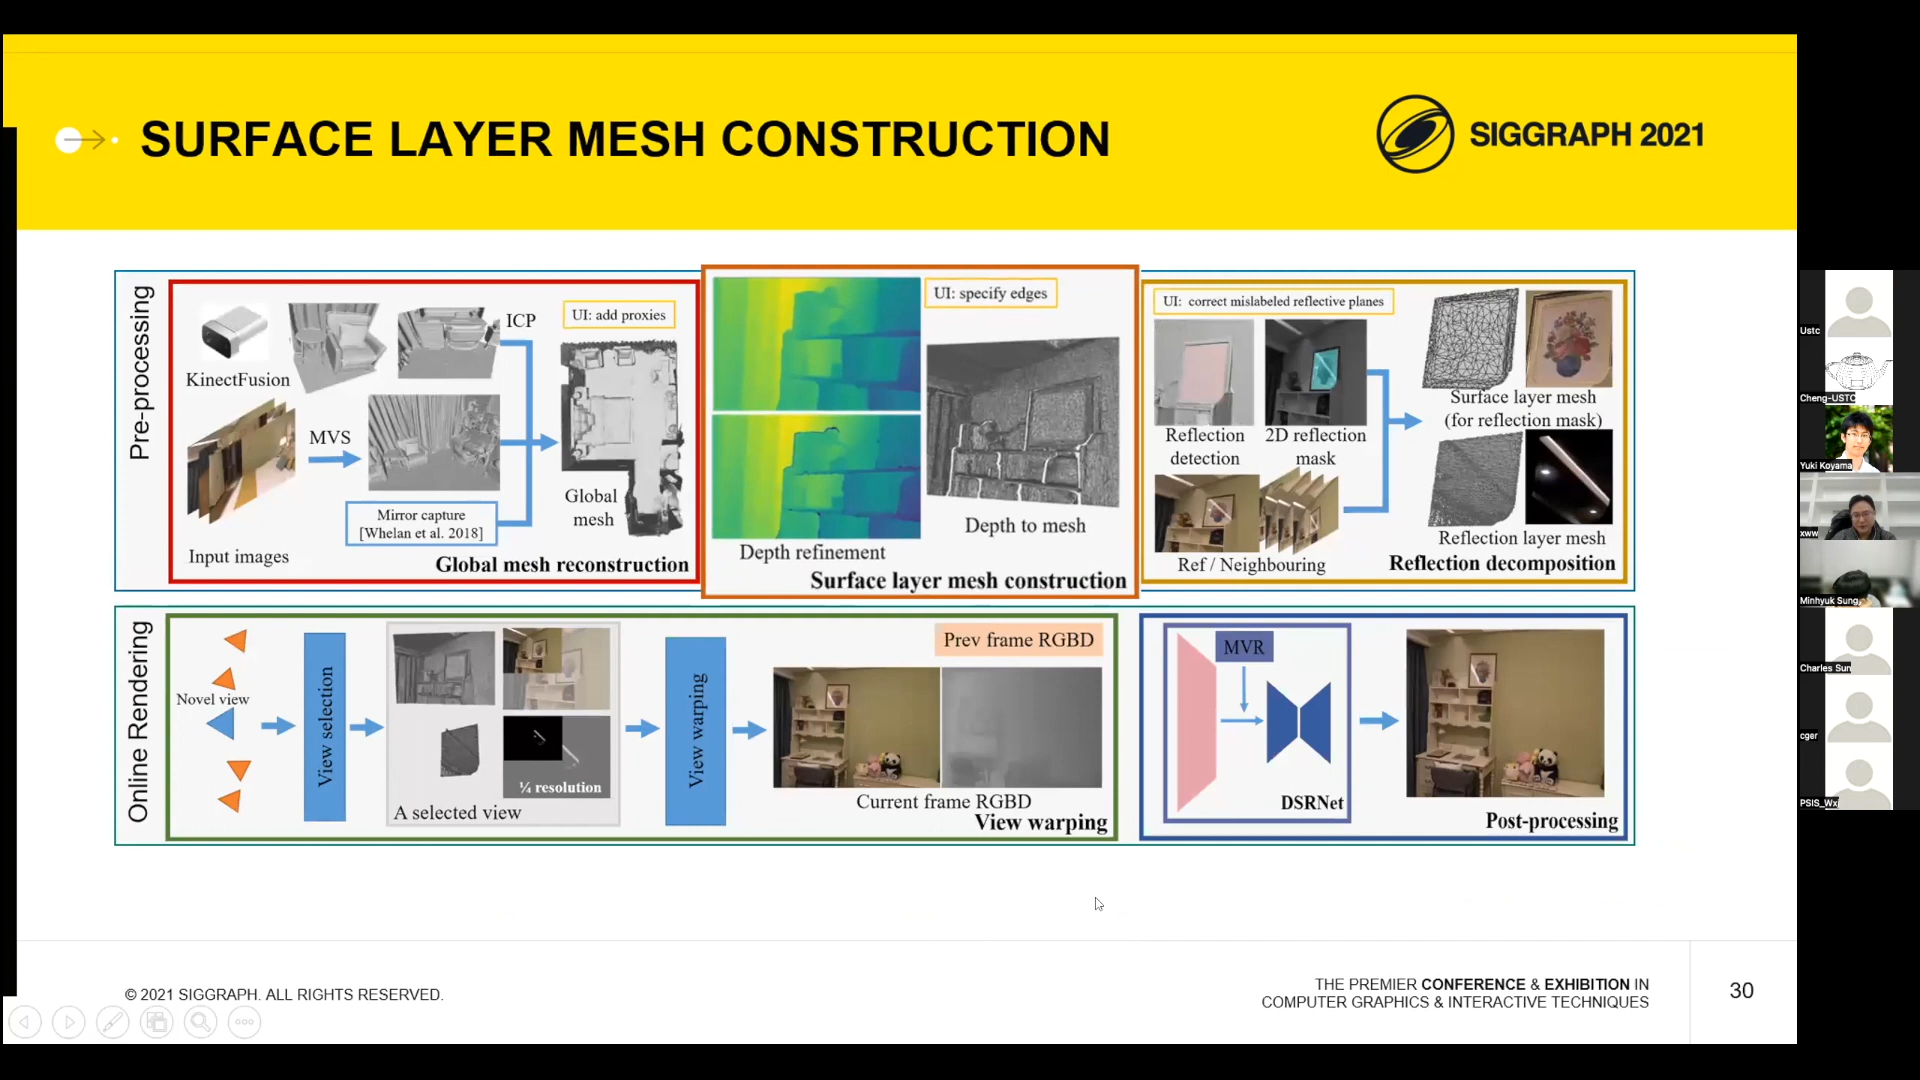 SURFACE LAYER MESH CONSTRUCTION
SIGGRAPH 2021
Pre-processing
KinectFusion
ICP
UI: add proxies
MVS
Mirror capture
[Whelan et al. 2018]
Input images
Global
mesh
Global mesh reconstruction
UI: specify edges
Depth refinement
Depth to mesh
Surface layer mesh construction
UI: correct mislabeled reflective planes
Reflection
detection
2D reflection
mask
Ref / Neighbouring
Surface layer mesh
(for reflection mask)
Reflection layer mesh
Reflection decomposition
Online Rendering
Novel view
View selection
¼ resolution
A selected view
View warping
Prev frame RGBD
Current frame RGBD
View warping
MVR
DSRNet
Post-processing
© 2021 SIGGRAPH. ALL RIGHTS RESERVED.
THE PREMIER CONFERENCE & EXHIBITION IN
COMPUTER GRAPHICS & INTERACTIVE TECHNIQUES
30
Ustc
Cheng-USTC
Yuki Koyama
xww
Minhyuk Sung
Charles Sun
cger
PSIS_Wxj